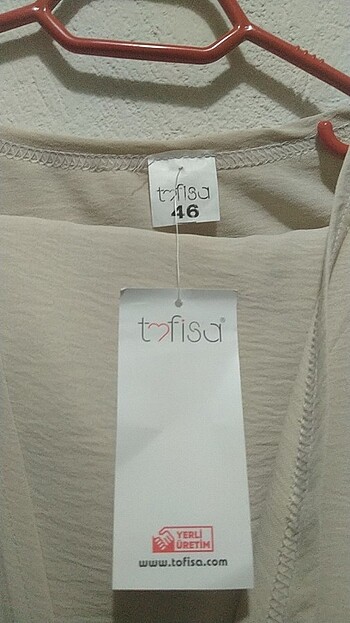 tofisa
46
tofisa®
YERLİ
ÜRETİM
www.tofisa.com